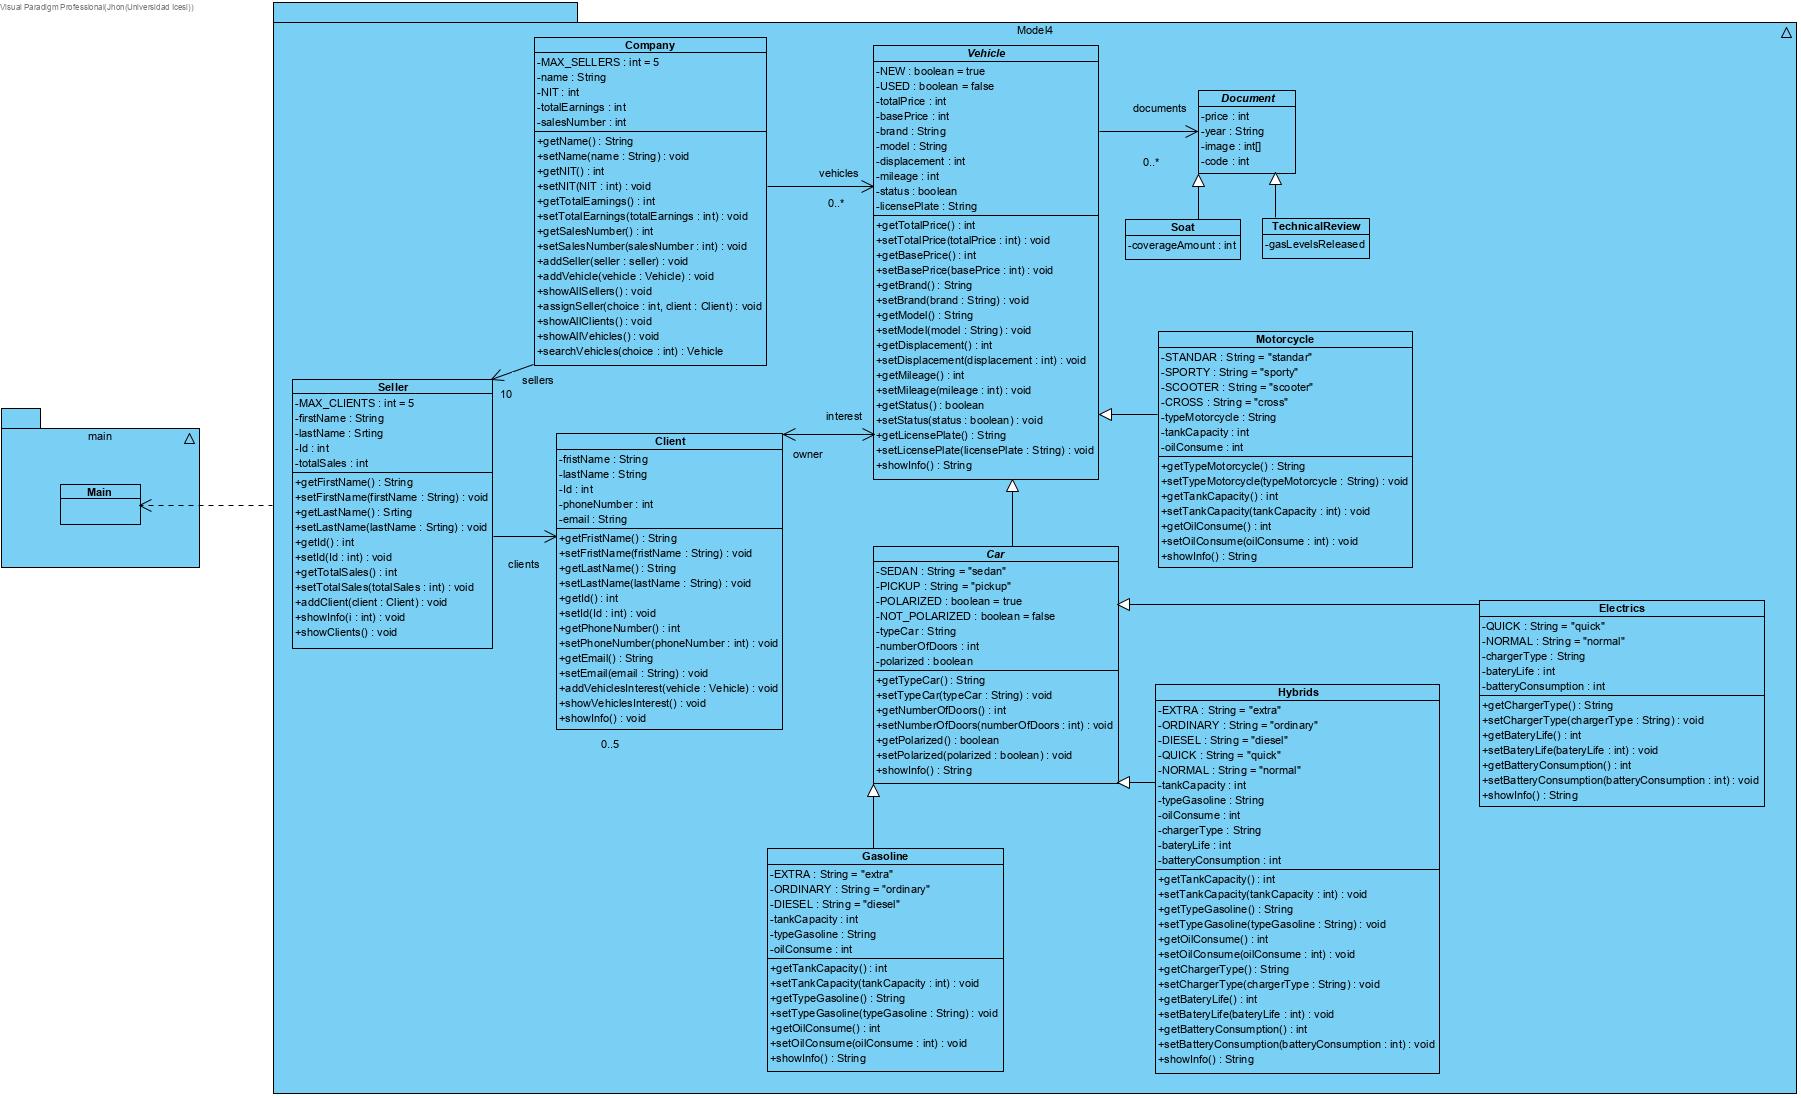 Visual Paradigm Professional(Jhon(Universidad Icesi))
Model4
Company
-MAX_SELLERS : int = 5
-name : String
-NIT : int
-totalEarnings : int
-salesNumber : int
+getName() : String
+setName(name : String) : void
+getNIT() : int
+setNIT(NIT : int) : void
+getTotalEarnings() : int
+setTotalEarnings(totalEarnings : int) : void
+getSalesNumber() : int
+setSalesNumber(salesNumber : int) : void
+addSeller(seller : seller) : void
+addVehicle(vehicle : Vehicle) : void
+showAllSellers() : void
+assignSeller(choice : int, client : Client) : void
+showAllClients() : void
+showAllVehicles() : void
+searchVehicles(choice : int) : Vehicle
vehicles
0..*
Vehicle
-NEW : boolean = true
-USED : boolean = false
-totalPrice : int
-basePrice : int
-brand : String
-model : String
-displacement : int
-mileage : int
-status : boolean
-licensePlate : String
+getTotalPrice() : int
+setTotalPrice(totalPrice : int) : void
+getBasePrice() : int
+setBasePrice(basePrice : int) : void
+getBrand() : String
+setBrand(brand : String) : void
+getModel() : String
+setModel(model : String) : void
+getDisplacement() : int
+setDisplacement(displacement : int) : void
+getMileage() : int
+setMileage(mileage : int) : void
+getStatus() : boolean
+setStatus(status : boolean) : void
+getLicensePlate() : String
+setLicensePlate(licensePlate : String) : void
+showInfo() : String
documents
0..*
Document
-price : int
-year : String
-image : int[]
-code : int
Soat
-coverageAmount : int
TechnicalReview
-gasLevelsReleased
Motorcycle
-STANDAR : String = "standar"
-SPORTY : String = "sporty"
-SCOOTER : String = "scooter"
-CROSS : String = "cross"
-typeMotorcycle : String
-tankCapacity : int
-oilConsume : int
+getTypeMotorcycle() : String
+setTypeMotorcycle(typeMotorcycle : String) : void
+getTankCapacity() : int
+setTankCapacity(tankCapacity : int) : void
+getOilConsume() : int
+setOilConsume(oilConsume : int) : void
+showInfo() : String
sellers
10
Seller
-MAX_CLIENTS : int = 5
-firstName : String
-lastName : Srting
-Id : int
-totalSales : int
+getFirstName() : String
+setFirstName(firstName : String) : void
+getLastName() : Srting
+setLastName(lastName : Srting) : void
+getId() : int
+setId(Id : int) : void
+getTotalSales() : int
+setTotalSales(totalSales : int) : void
+addClient(client : Client) : void
+showInfo(i : int) : void
+showClients() : void
main
Main
clients
interest
owner
Client
-fristName : String
-lastName : String
-Id : int
-phoneNumber : int
-email : String
+getFristName() : String
+setFristName(fristName : String) : void
+getLastName() : String
+setLastName(lastName : String) : void
+getId() : int
+setId(Id : int) : void
+getPhoneNumber() : int
+setPhoneNumber(phoneNumber : int) : void
+getEmail() : String
+setEmail(email : String) : void
+addVehiclesInterest(vehicle : Vehicle) : void
+showVehiclesInterest() : void
+showInfo() : void
0..5
Car
-SEDAN : String = "sedan"
-PICKUP : String = "pickup"
-POLARIZED : boolean = true
-NOT_POLARIZED : boolean = false
-typeCar : String
-numberOfDoors : int
-polarized : boolean
+getTypeCar() : String
+setTypeCar(typeCar : String) : void
+getNumberOfDoors() : int
+setNumberOfDoors(numberOfDoors : int) : void
+getPolarized() : boolean
+setPolarized(polarized : boolean) : void
+showInfo() : String
Electrics
-QUICK : String = "quick"
-NORMAL : String = "normal"
-chargerType : String
-bateryLife : int
-batteryConsumption : int
+getChargerType() : String
+setChargerType(chargerType : String) : void
+getBateryLife() : int
+setBateryLife(bateryLife : int) : void
+getBatteryConsumption() : int
+setBatteryConsumption(batteryConsumption : int) : void
+showInfo() : String
Hybrids
-EXTRA : String = "extra"
-ORDINARY : String = "ordinary"
-DIESEL : String = "diesel"
-QUICK : String = "quick"
-NORMAL : String = "normal"
-tankCapacity : int
-typeGasoline : String
-oilConsume : int
-chargerType : String
-bateryLife : int
-batteryConsumption : int
+getTankCapacity() : int
+setTankCapacity(tankCapacity : int) : void
+getTypeGasoline() : String
+setTypeGasoline(typeGasoline : String) : void
+getOilConsume() : int
+setOilConsume(oilConsume : int) : void
+getChargerType() : String
+setChargerType(chargerType : String) : void
+getBateryLife() : int
+setBateryLife(bateryLife : int) : void
+getBatteryConsumption() : int
+setBatteryConsumption(batteryConsumption : int) : void
+showInfo() : String
Gasoline
-EXTRA : String = "extra"
-ORDINARY : String = "ordinary"
-DIESEL : String = "diesel"
-tankCapacity : int
-typeGasoline : String
-oilConsume : int
+getTankCapacity() : int
+setTankCapacity(tankCapacity : int) : void
+getTypeGasoline() : String
+setTypeGasoline(typeGasoline : String) : void
+getOilConsume() : int
+setOilConsume(oilConsume : int) : void
+showInfo() : String